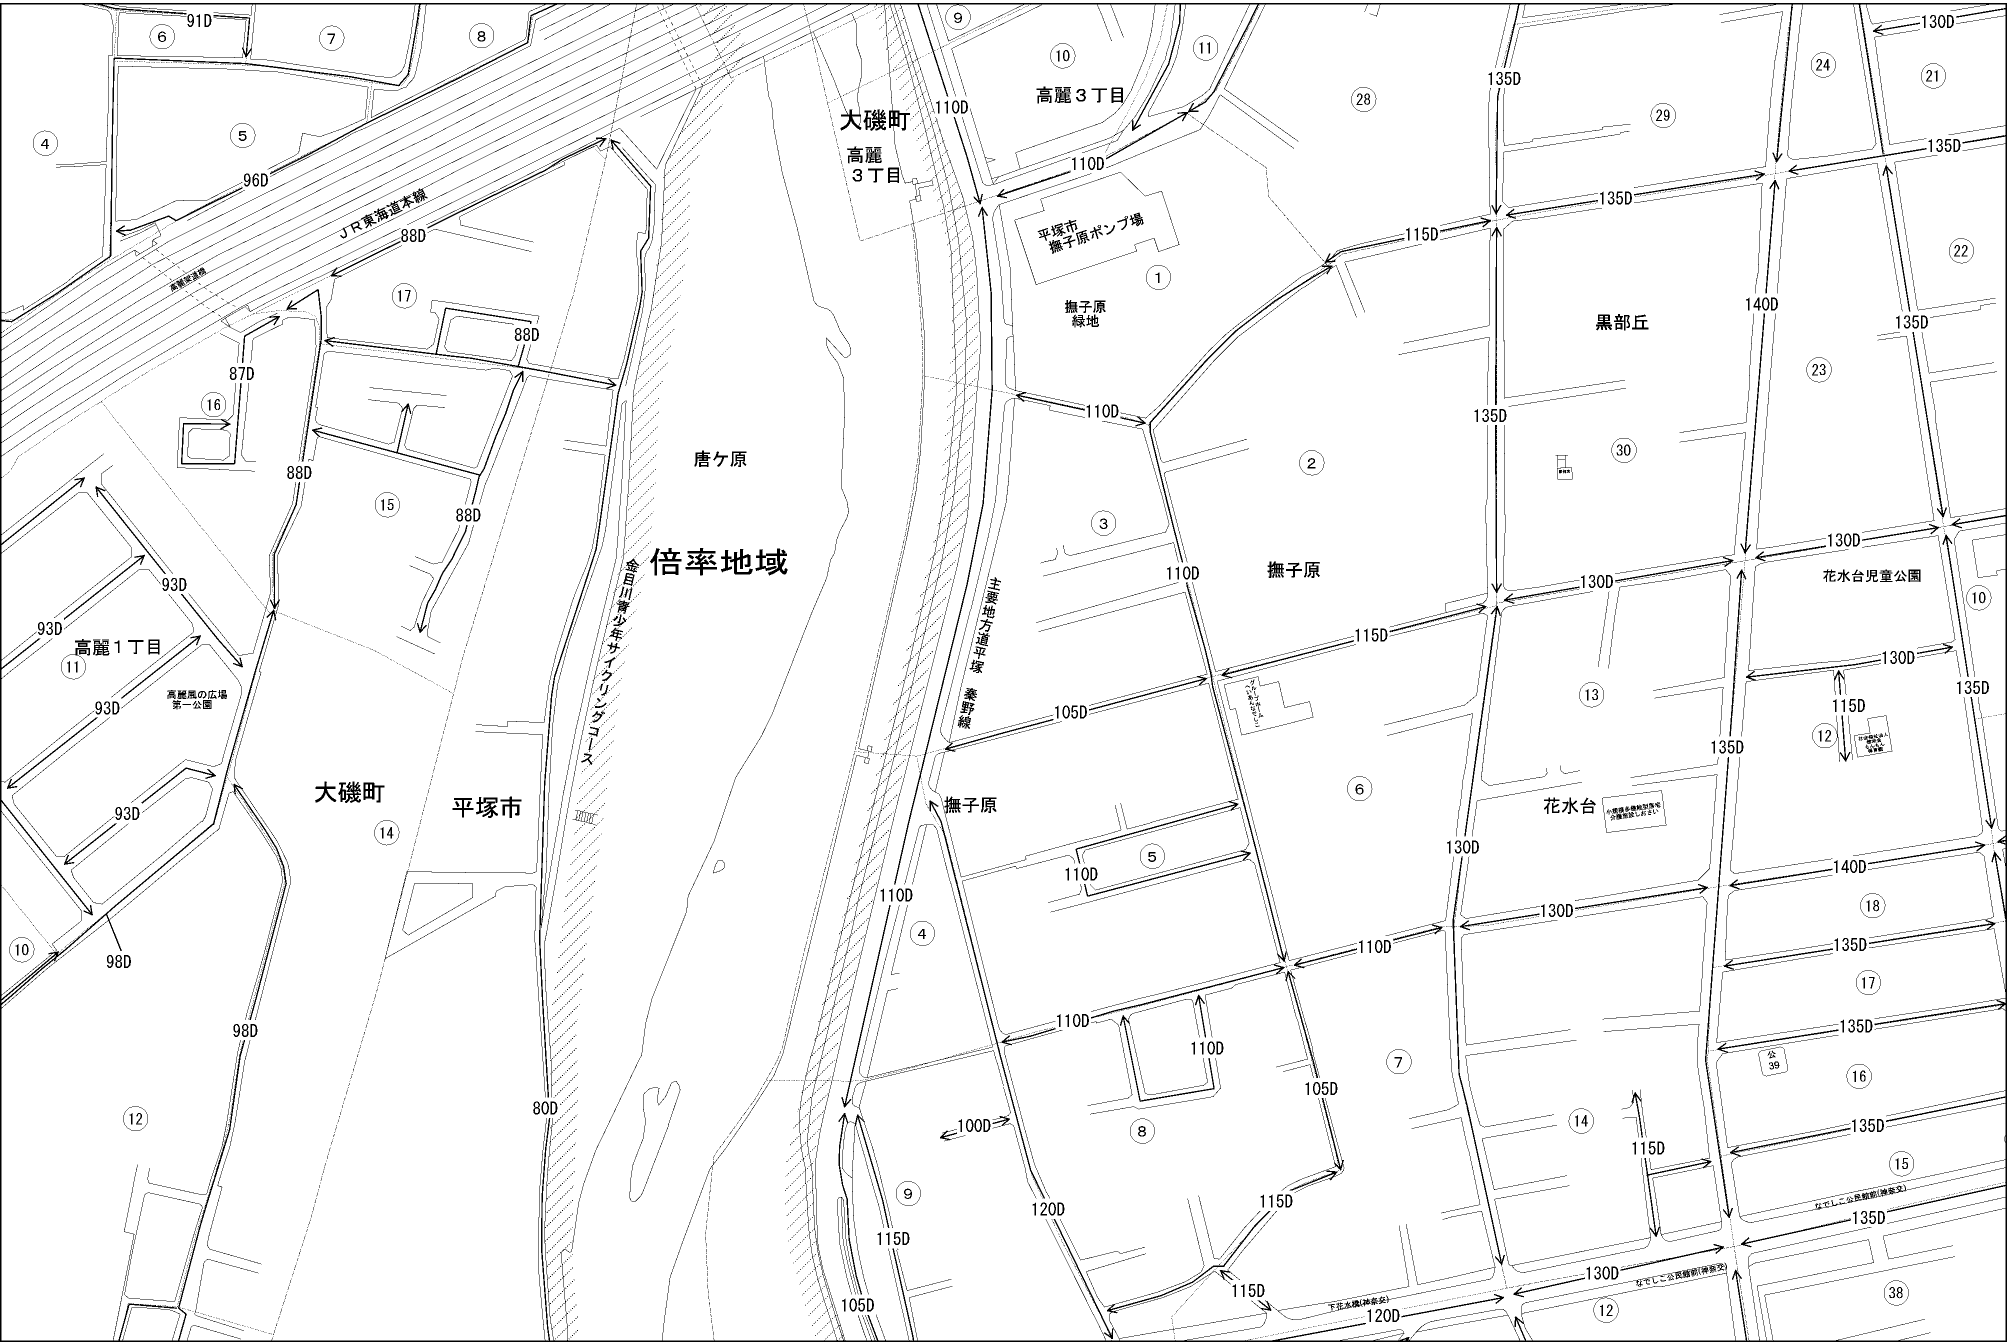 91D
130D
6
7
8
9
10
11
24
21
135D
28
高麗３丁目
110D
大磯町
29
4
5
高麗
３丁目
110D
135D
96D
135D
ＪＲ東海道本線
88D
平塚市
撫子原ポンプ場
115D
22
高麗架道橋
17
1
撫子原
緑地
140D
黒部丘
135D
88D
87D
23
16
110D
135D
88D
唐ケ原
2
30
15
88D
3
倍率地域
110D
撫子原
130D
130D
花水台児童公園
93D
金目川青少年サイクリングコース
主要地方道平塚　秦野線
10
93D
高麗１丁目
11
115D
130D
高麗風の広場
第一公園
13
135D
93D
105D
115D
12
135D
大磯町
平塚市
14
撫子原
6
花水台
93D
5
130D
110D
140D
110D
18
130D
4
10
98D
110D
135D
17
98D
110D
135D
110D
7
公
39
16
105D
80D
12
100D
8
14
135D
115D
15
9
120D
115D
なでしこ公民館前(神奈交)
135D
115D
130D
なでしこ公民館前(神奈交)
115D
105D
下花水橋(神奈交)
120D
12
38